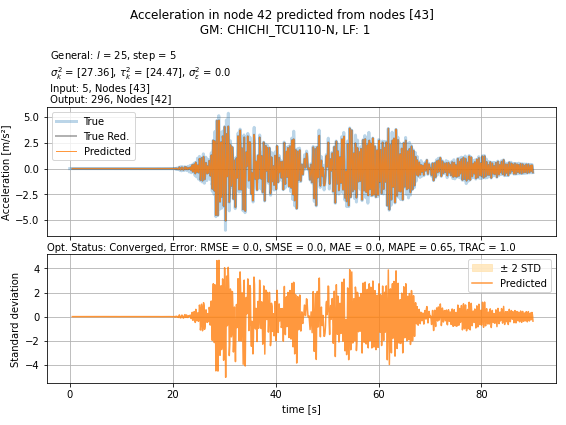 Acceleration in node 42 predicted from nodes [43]
GM: CHICHI_TCU110-N, LF: 1
General: l = 25, step = 5
σ²ₖ = [27.36], τ²ₖ = [24.47], σ²ε = 0.0
Input: 5, Nodes [43]
Output: 296, Nodes [42]
Acceleration [m/s²]
5.0
2.5
0.0
−2.5
−5.0
True
True Red.
Predicted
Opt. Status: Converged, Error: RMSE = 0.0, SMSE = 0.0, MAE = 0.0, MAPE = 0.65, TRAC = 1.0
Standard deviation
4
2
0
−2
−4
± 2 STD
Predicted
0 20 40 60 80
time [s]